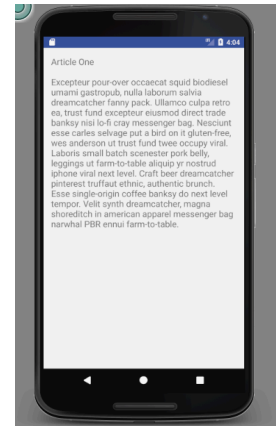 4:04
Article One
Excepteur pour-over occaecat squid biodiesel
umami gastropub, nulla laborum salvia
dreamcatcher fanny pack. Ullamco culpa retro
ea, trust fund excepteur eiusmod direct trade
banksy nisi lo-fi cray messenger bag. Nesciunt
esse carles selvage put a bird on it gluten-free,
wes anderson ut trust fund twee occupy viral.
Laboris small batch scenester pork belly,
leggings ut farm-to-table aliquip yr nostrud
iphone viral next level. Craft beer dreamcatcher
pinterest truffaut ethnic, authentic brunch.
Esse single-origin coffee banksy do next level
tempor. Velit synth dreamcatcher, magna
shoreditch in american apparel messenger bag
narwhal PBR ennui farm-to-table.